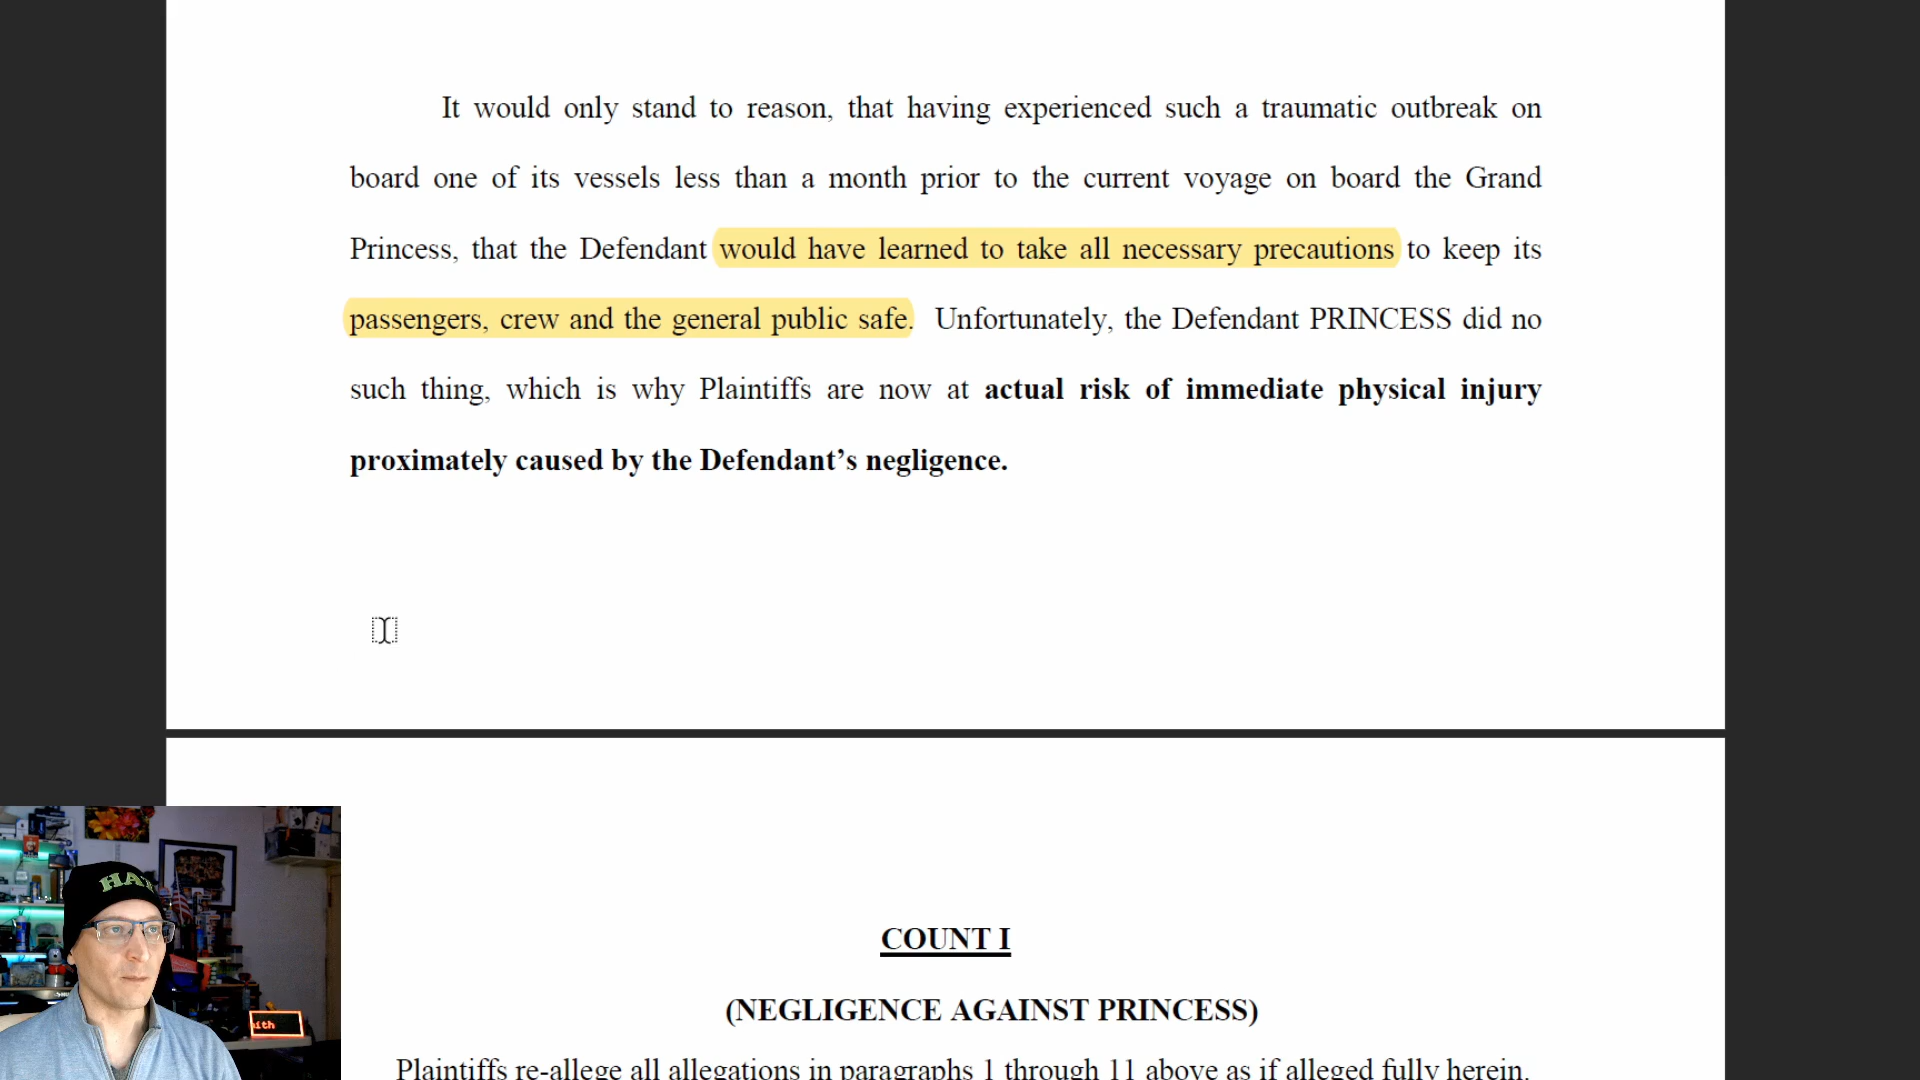 It would only stand to reason, that having experienced such a traumatic outbreak on
board one of its vessels less than a month prior to the current voyage on board the Grand
Princess, that the Defendant would have learned to take all necessary precautions to keep its
passengers, crew and the general public safe. Unfortunately, the Defendant PRINCESS did no
such thing, which is why Plaintiffs are now at actual risk of immediate physical injury
proximately caused by the Defendant’s negligence.
COUNT I
(NEGLIGENCE AGAINST PRINCESS)
Plaintiffs re-allege all allegations in paragraphs 1 through 11 above as if alleged fully herein.